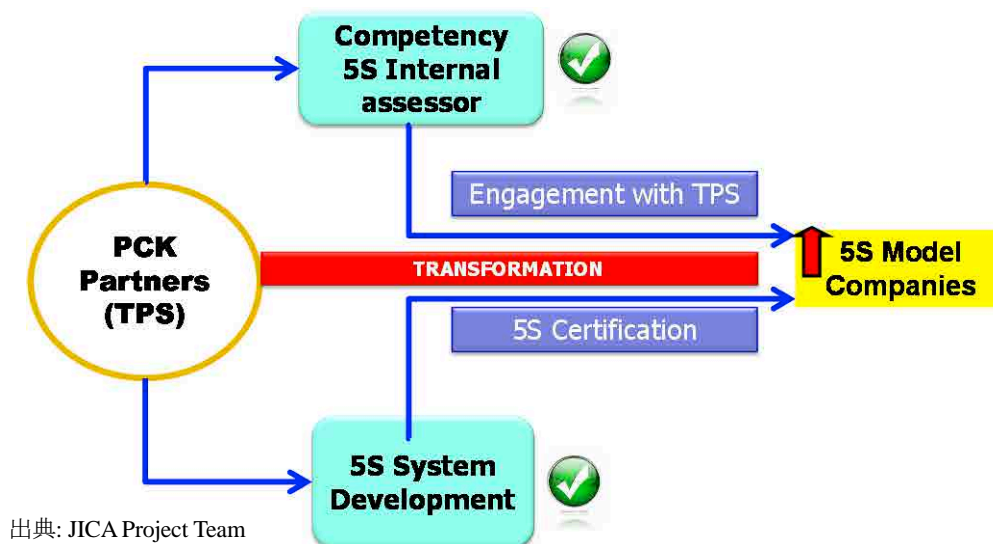 Competency
5S Internal
assessor
Engagement with TPS
PCK
Partners
(TPS)
TRANSFORMATION
5S Model
Companies
5S Certification
5S System
Development
出典: JICA Project Team